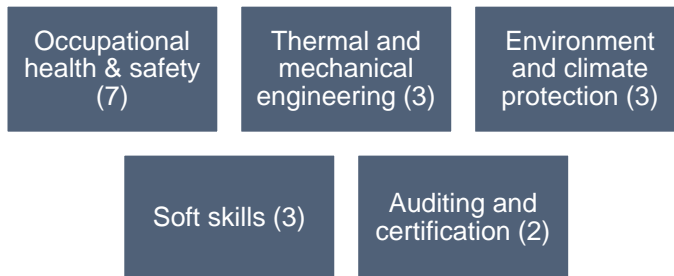 Occupational
health & safety
(7)
Thermal and
mechanical
engineering (3)
Environment
and climate
protection (3)
Soft skills (3)
Auditing and
certification (2)